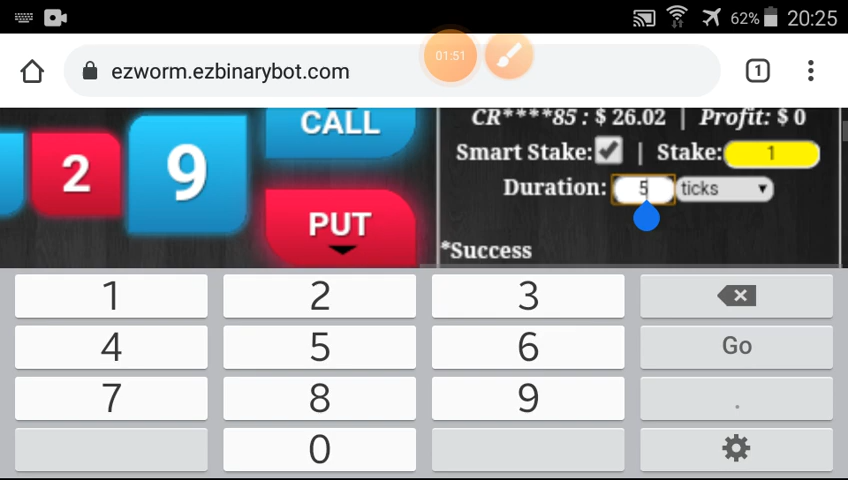 62% 20:25
01:51
ezworm.ezbinarybot.com 1
CR****85 : $ 26.02 | Profit: $ 0
CALL
Smart Stake: | Stake: 1
2 9
Duration: 5 ticks
PUT
*Success
1 2 3
4 5 6 Go
7 8 9 .
0